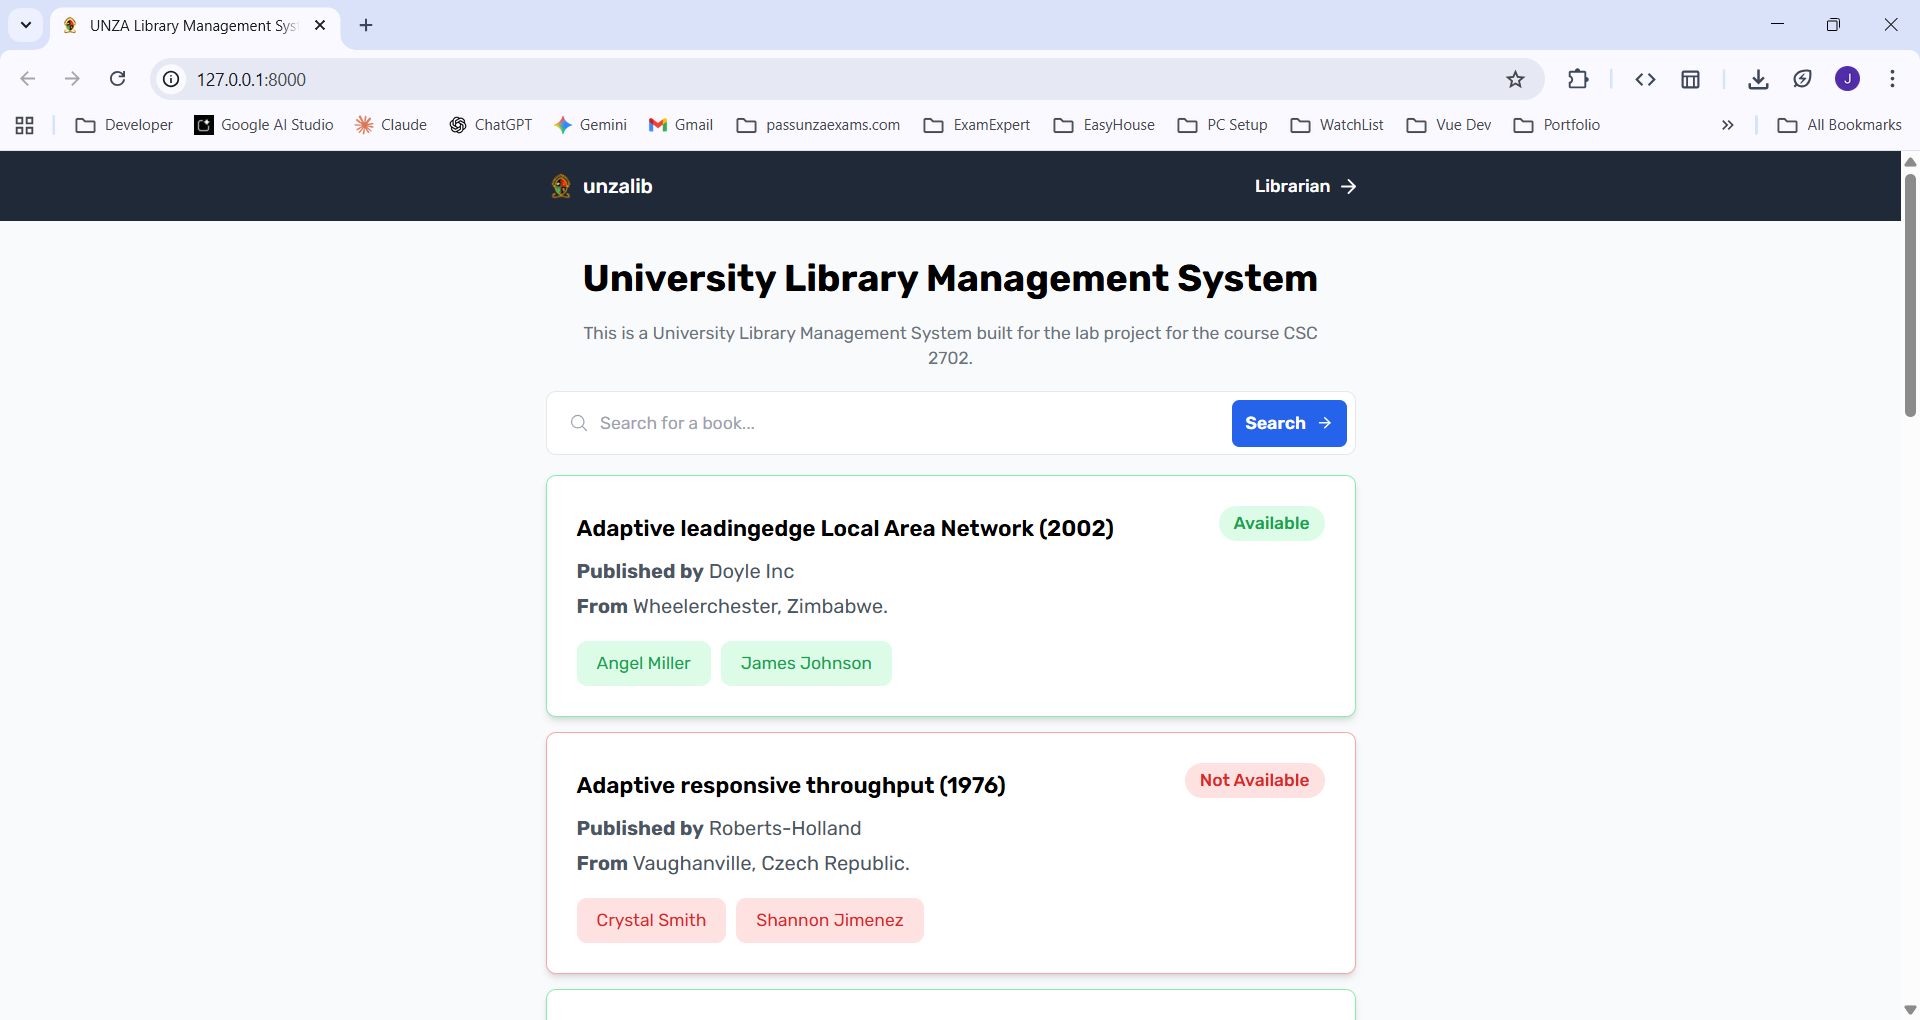 UNZA Library Management Sys
127.0.0.1:8000
Developer Google AI Studio Claude ChatGPT Gemini Gmail passunzaexams.com ExamExpert EasyHouse PC Setup WatchList Vue Dev Portfolio » All Bookmarks
J
unzalib Librarian →
University Library Management System
This is a University Library Management System built for the lab project for the course CSC
2702.
Search for a book... Search →
Adaptive leadingedge Local Area Network (2002) Available
Published by Doyle Inc
From Wheelerchester, Zimbabwe.
Angel Miller James Johnson
Adaptive responsive throughput (1976) Not Available
Published by Roberts-Holland
From Vaughanville, Czech Republic.
Crystal Smith Shannon Jimenez